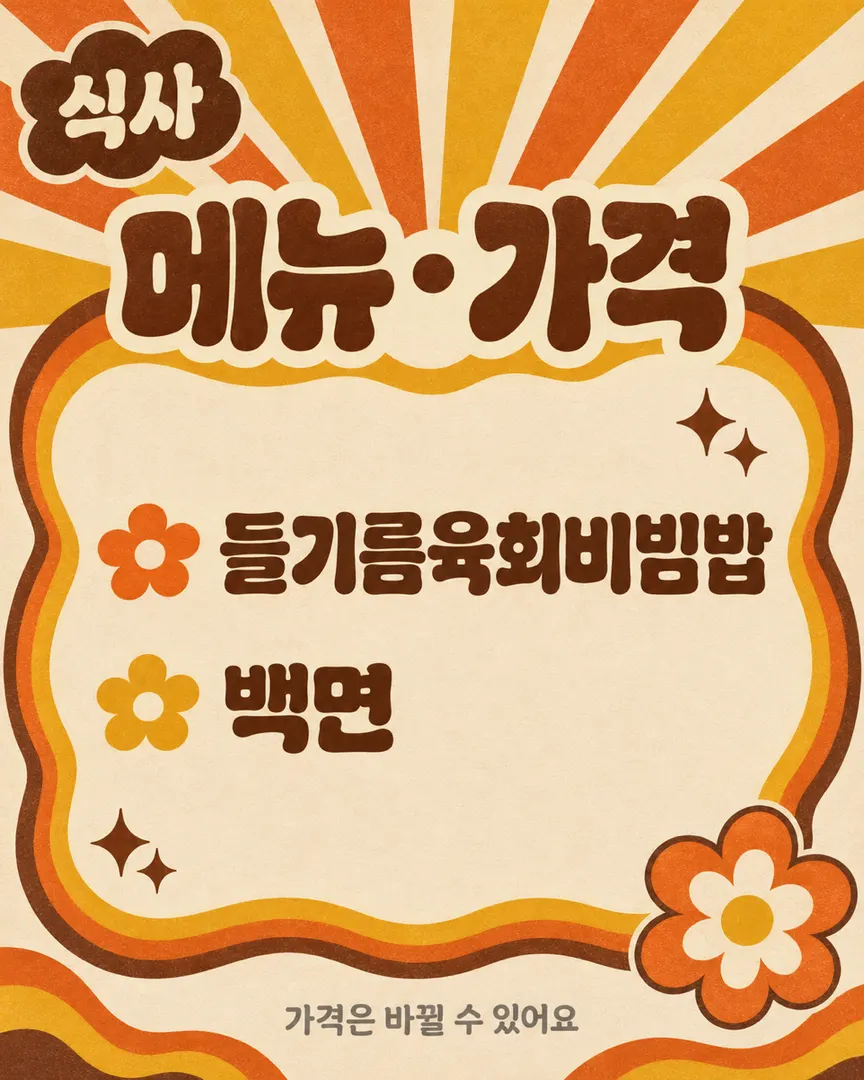 식사
메뉴·가격
들기름육회비빔밥
백면
가격은 바뀔 수 있어요